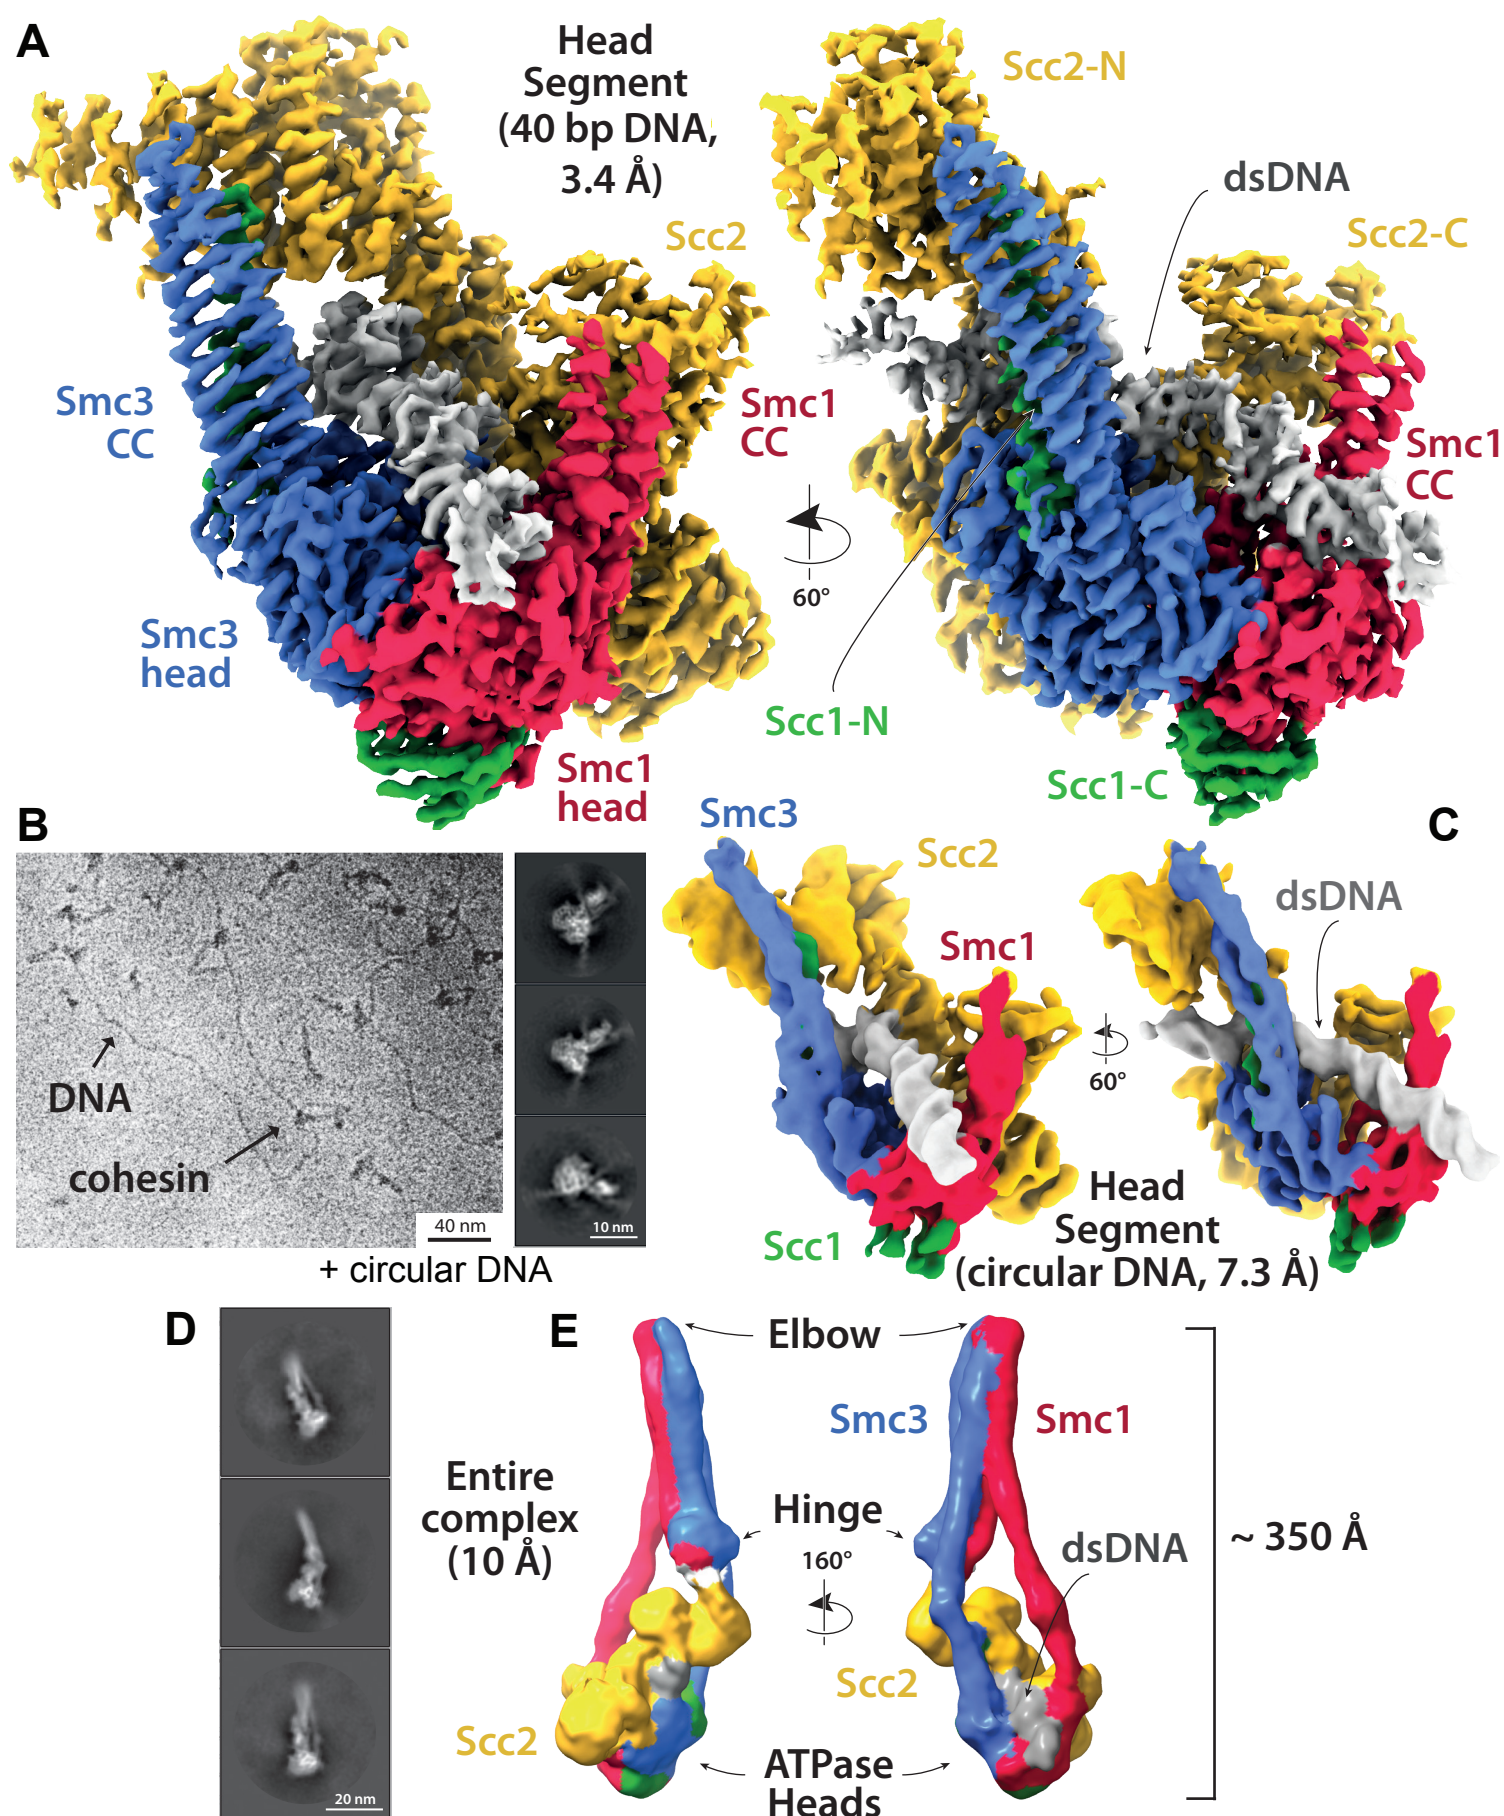 A
Head
Segment
(40 bp DNA,
3.4 Å)
Scc2-N
dsDNA
Scc2
Scc2-C
Smc3
CC
Smc1
CC
Smc1
CC
60°
Smc3
head
Scc1-N
Smc1
head
Scc1-C
B
DNA
cohesin
40 nm
10 nm
+ circular DNA
C
Smc3
Scc2
dsDNA
Smc1
60°
Scc1
Head
Segment
(circular DNA, 7.3 Å)
D
20 nm
E
Elbow
Smc3
Smc1
Entire
complex
(10 Å)
Hinge
160°
dsDNA
~ 350 Å
Scc2
Scc2
ATPase
Heads